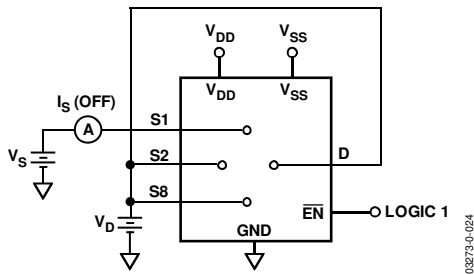 VDD VSS
IS (OFF) VDD VSS
A S1
VS S2 D
S8
VD EN LOGIC 1
GND
03273-0-024